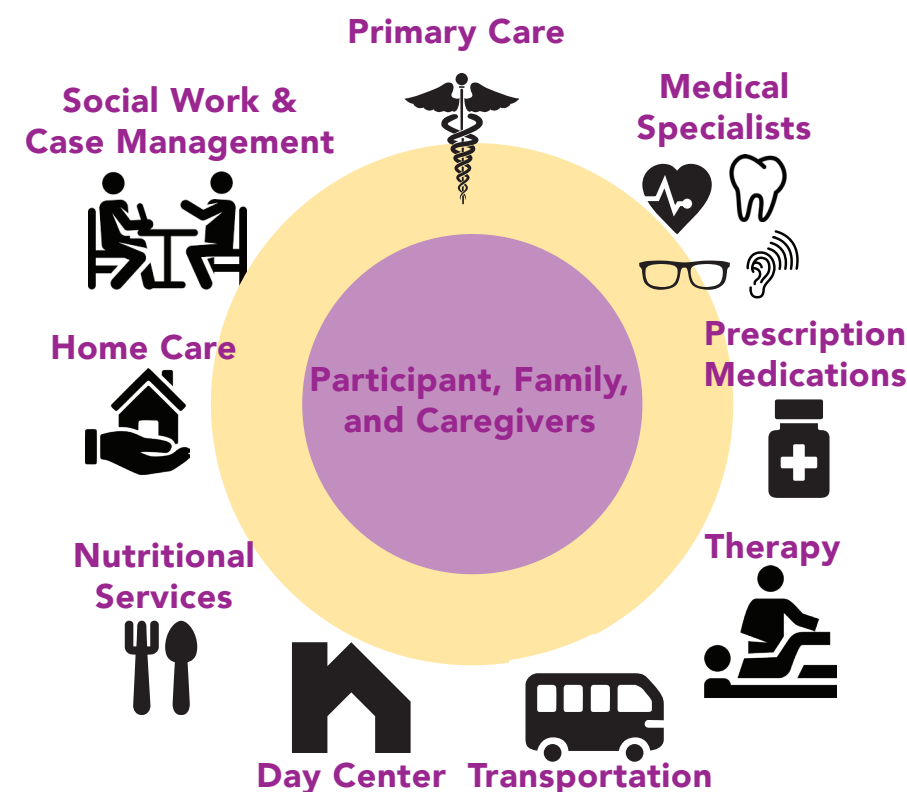 Primary Care
Medical
Specialists
Prescription
Medications
Therapy
Transportation
Day Center
Nutritional
Services
Home Care
Social Work &
Case Management
Participant, Family,
and Caregivers